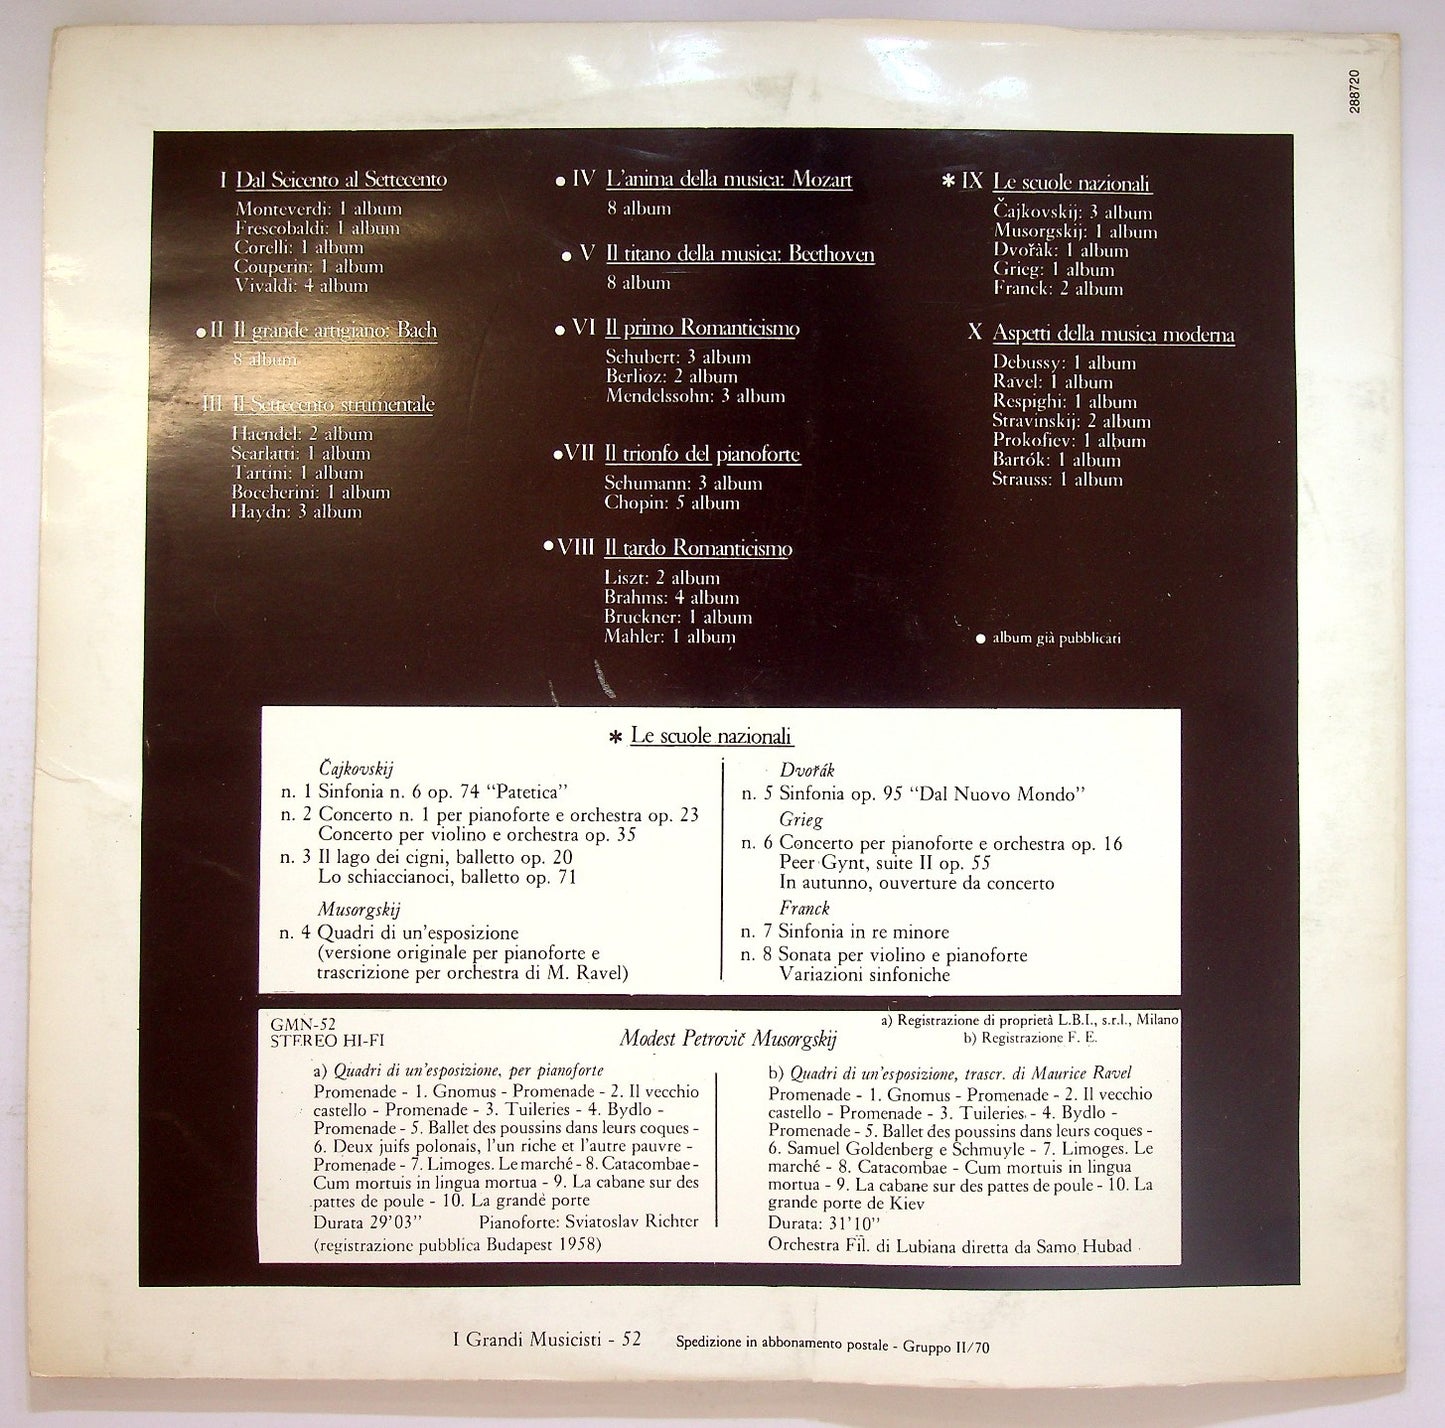 288720
I Dal Seicento al Settecento
Monteverdi: 1 album
Frescobaldi: 1 album
Corelli: 1 album
Couperin: 1 album
Vivaldi: 4 album
● II Il grande artigiano: Bach
8 album
III Il Settecento strumentale
Haendel: 2 album
Scarlatti: 1 album
Tartini: 1 album
Boccherini: 1 album
Haydn: 3 album
● IV L'anima della musica: Mozart
8 album
● V Il titano della musica: Beethoven
8 album
● VI Il primo Romanticismo
Schubert: 3 album
Berlioz: 2 album
Mendelssohn: 3 album
● VII Il trionfo del pianoforte
Schumann: 3 album
Chopin: 5 album
● VIII Il tardo Romanticismo
Liszt: 2 album
Brahms: 4 album
Bruckner: 1 album
Mahler: 1 album
* IX Le scuole nazionali
Čajkovskij: 3 album
Musorgskij: 1 album
Dvořàk: 1 album
Grieg: 1 album
Franck: 2 album
X Aspetti della musica moderna
Debussy: 1 album
Ravel: 1 album
Respighi: 1 album
Stravinskij: 2 album
Prokofiev: 1 album
Bartók: 1 album
Strauss: 1 album
● album già pubblicati
* Le scuole nazionali
Čajkovskij
n. 1 Sinfonia n. 6 op. 74 “Patetica”
n. 2 Concerto n. 1 per pianoforte e orchestra op. 23
Concerto per violino e orchestra op. 35
n. 3 Il lago dei cigni, balletto op. 20
Lo schiaccianoci, balletto op. 71
Musorgskij
n. 4 Quadri di un'esposizione
(versione originale per pianoforte e
trascrizione per orchestra di M. Ravel)
Dvořák
n. 5 Sinfonia op. 95 “Dal Nuovo Mondo”
Grieg
n. 6 Concerto per pianoforte e orchestra op. 16
Peer Gynt, suite II op. 55
In autunno, ouverture da concerto
Franck
n. 7 Sinfonia in re minore
n. 8 Sonata per violino e pianoforte
Variazioni sinfoniche
GMN-52
STEREO HI-FI
Modest Petrovič Musorgskij
a) Registrazione di proprietà L.B.I., s.r.l., Milano
b) Registrazione F. E.
a) Quadri di un'esposizione, per pianoforte
Promenade - 1. Gnomus - Promenade - 2. Il vecchio
castello - Promenade - 3. Tuileries - 4. Bydlo -
Promenade - 5. Ballet des poussins dans leurs coques -
6. Deux juifs polonais, l'un riche et l'autre pauvre -
Promenade - 7. Limoges. Le marché - 8. Catacombae -
Cum mortuis in lingua mortua - 9. La cabane sur des
pattes de poule - 10. La grande porte
Durata 29'03” Pianoforte: Sviatoslav Richter
(registrazione pubblica Budapest 1958)
b) Quadri di un'esposizione, trascr. di Maurice Ravel
Promenade - 1. Gnomus - Promenade - 2. Il vecchio
castello - Promenade - 3. Tuileries - 4. Bydlo -
Promenade - 5. Ballet des poussins dans leurs coques -
6. Samuel Goldenberg e Schmuyle - 7. Limoges. Le
marché - 8. Catacombae - Cum mortuis in lingua
mortua - 9. La cabane sur des pattes de poule - 10. La
grande porte de Kiev
Durata: 31'10”
Orchestra Fil. di Lubiana diretta da Samo Hubad
I Grandi Musicisti - 52 Spedizione in abbonamento postale - Gruppo II/70